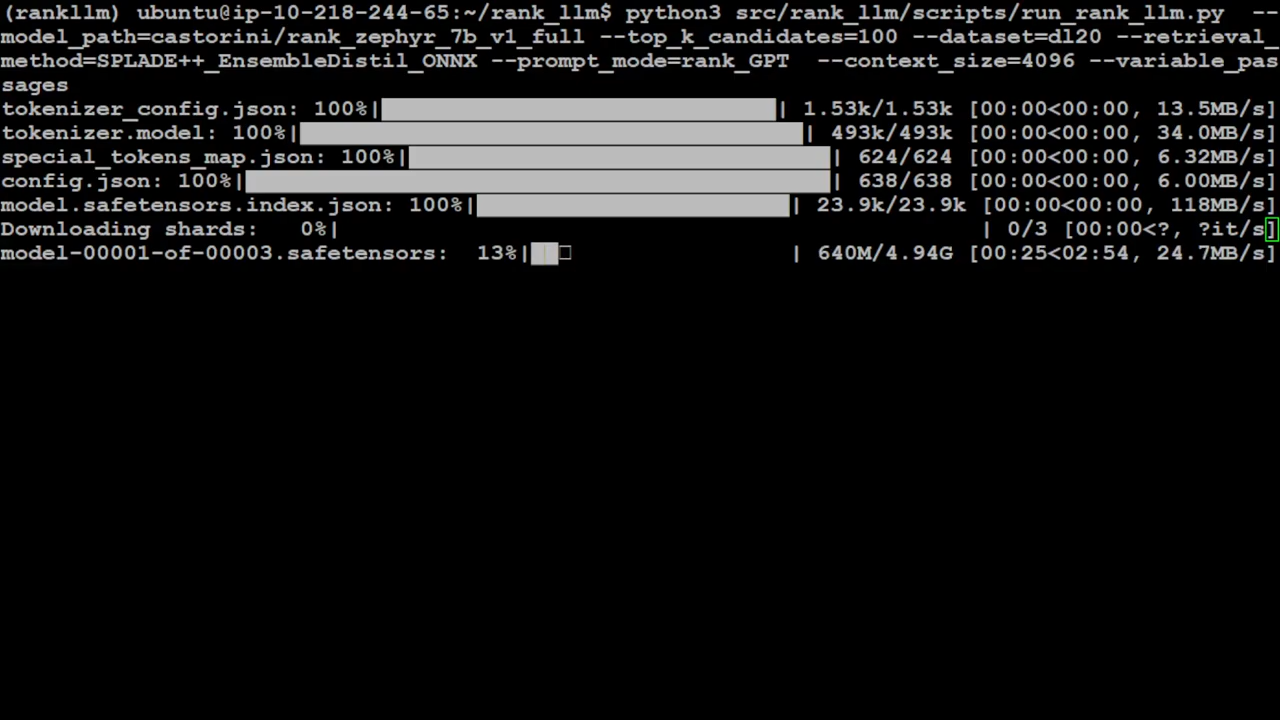 (rankllm) ubuntu@ip-10-218-244-65:~/rank_llm$ python3 src/rank_llm/scripts/run_rank_llm.py  --
model_path=castorini/rank_zephyr_7b_v1_full --top_k_candidates=100 --dataset=dl20 --retrieval_
method=SPLADE++_EnsembleDistil_ONNX --prompt_mode=rank_GPT  --context_size=4096 --variable_pas
sages
tokenizer_config.json: 100%| | 1.53k/1.53k [00:00<00:00, 13.5MB/s]
tokenizer.model: 100%| | 493k/493k [00:00<00:00, 34.0MB/s]
special_tokens_map.json: 100%| | 624/624 [00:00<00:00, 6.32MB/s]
config.json: 100%| | 638/638 [00:00<00:00, 6.00MB/s]
model.safetensors.index.json: 100%| | 23.9k/23.9k [00:00<00:00, 118MB/s]
Downloading shards:   0%| | 0/3 [00:00<?, ?it/s]
model-00001-of-00003.safetensors:  13%| | 640M/4.94G [00:25<02:54, 24.7MB/s]